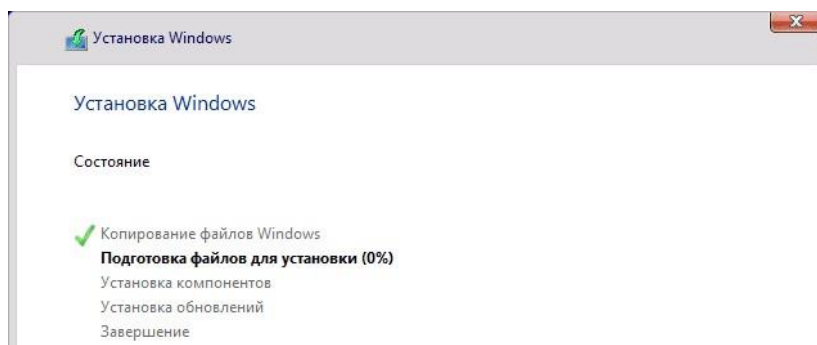 Установка Windows
Установка Windows
Состояние
Копирование файлов Windows
Подготовка файлов для установки (0%)
Установка компонентов
Установка обновлений
Завершение